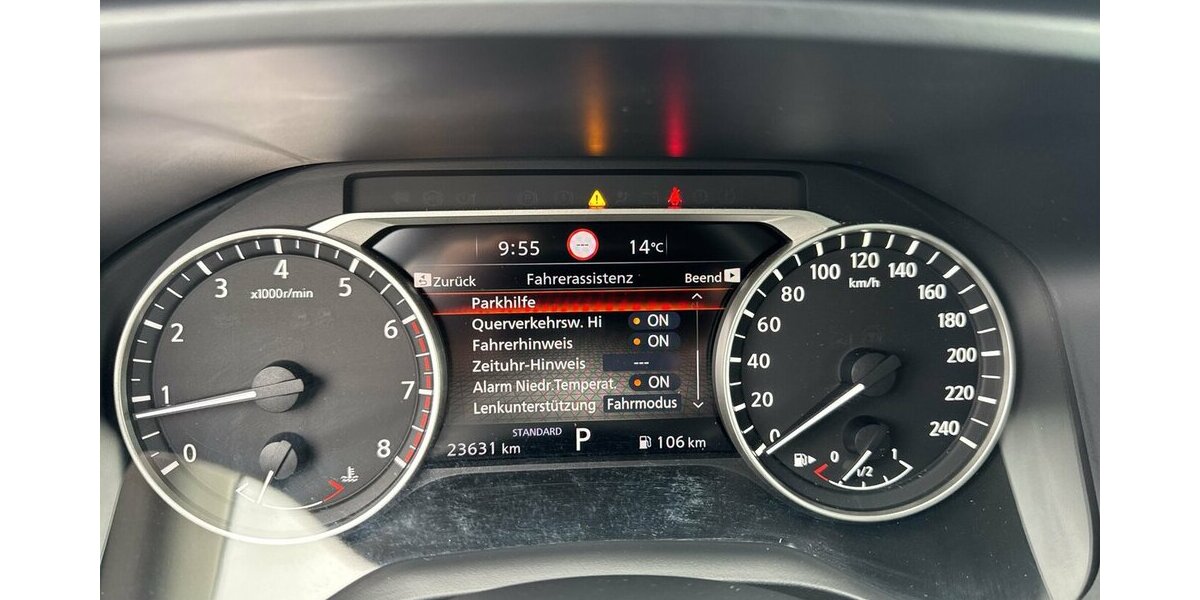 9:55 --- 14°C
Zurück Fahrerassistenz Beend
Parkhilfe
Querverkehrsw. Hi ON
Fahrerhinweis ON
Zeituhr-Hinweis ---
Alarm Niedr.Temperat. ON
Lenkunterstützung Fahrmodus
STANDARD
23631 km P 106 km
0 1 2 3 4 5 6 7 8
x1000r/min
0 20 40 60 80 100 120 140 160 180 200 220 240
km/h
0 1/2 1